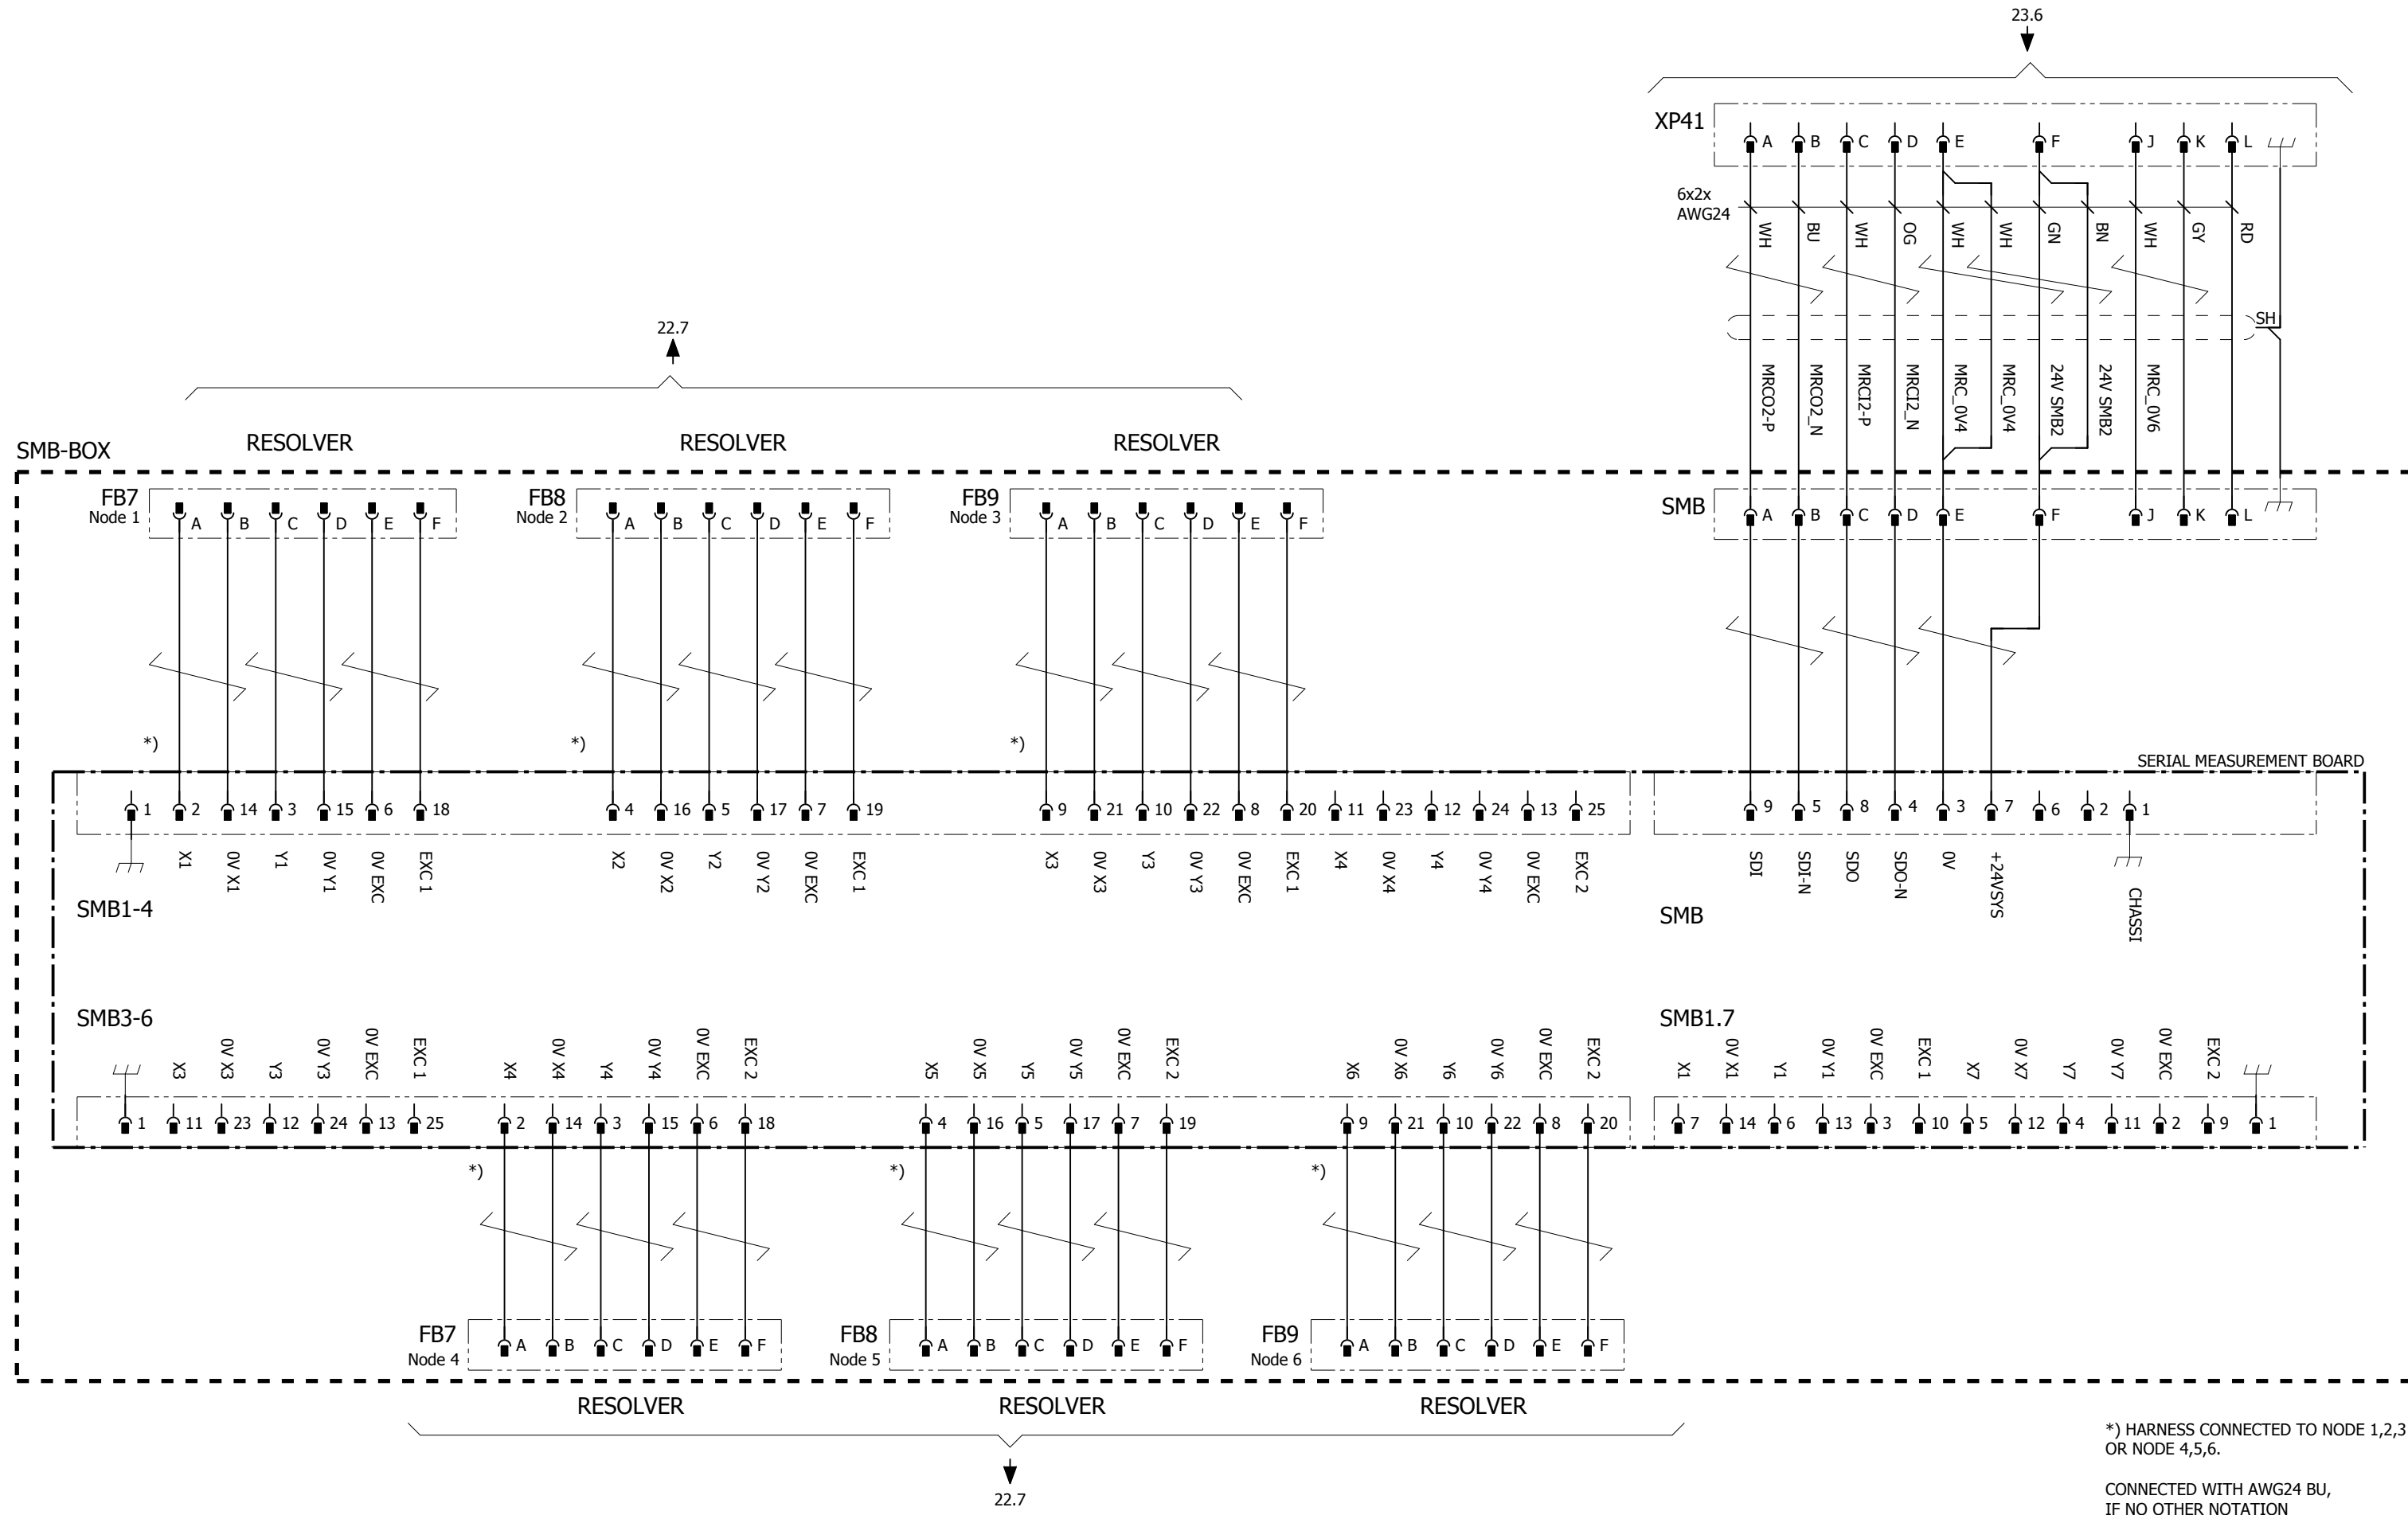 23.6
XP41
A B C D E F J K L
6x2x
AWG24
WH BU WH OG WH WH GN BN WH GY RD
SH
MRCO2-P MRCO2_N MRCI2-P MRCI2_N MRC_0V4 MRC_0V4 24V SMB2 24V SMB2 MRC_0V6
22.7
RESOLVER RESOLVER RESOLVER
SMB-BOX
FB7
Node 1
A B C D E F
FB8
Node 2
A B C D E F
FB9
Node 3
A B C D E F
SMB
A B C D E F J K L
*) *) *)
SERIAL MEASUREMENT BOARD
1 2 14 3 15 6 18 4 16 5 17 7 19 9 21 10 22 8 20 11 23 12 24 13 25
X1 0V X1 Y1 0V Y1 0V EXC EXC 1 X2 0V X2 Y2 0V Y2 0V EXC EXC 1 X3 0V X3 Y3 0V Y3 0V EXC EXC 1 X4 0V X4 Y4 0V Y4 0V EXC EXC 2
SMB1-4
9 5 8 4 3 7 6 2 1
SDI SDI-N SDO SDO-N 0V +24VSYS CHASSI
SMB
SMB3-6
X3 0V X3 Y3 0V Y3 0V EXC EXC 1 X4 0V X4 Y4 0V Y4 0V EXC EXC 2 X5 0V X5 Y5 0V Y5 0V EXC EXC 2 X6 0V X6 Y6 0V Y6 0V EXC EXC 2
1 11 23 12 24 13 25 2 14 3 15 6 18 4 16 5 17 7 19 9 21 10 22 8 20
SMB1.7
X1 0V X1 Y1 0V Y1 0V EXC EXC 1 X7 0V X7 Y7 0V Y7 0V EXC EXC 2
7 14 6 13 3 10 5 12 4 11 2 9 1
*) *) *)
FB7
Node 4
A B C D E F
FB8
Node 5
A B C D E F
FB9
Node 6
A B C D E F
RESOLVER RESOLVER RESOLVER
22.7
*) HARNESS CONNECTED TO NODE 1,2,3
OR NODE 4,5,6.
CONNECTED WITH AWG24 BU,
IF NO OTHER NOTATION